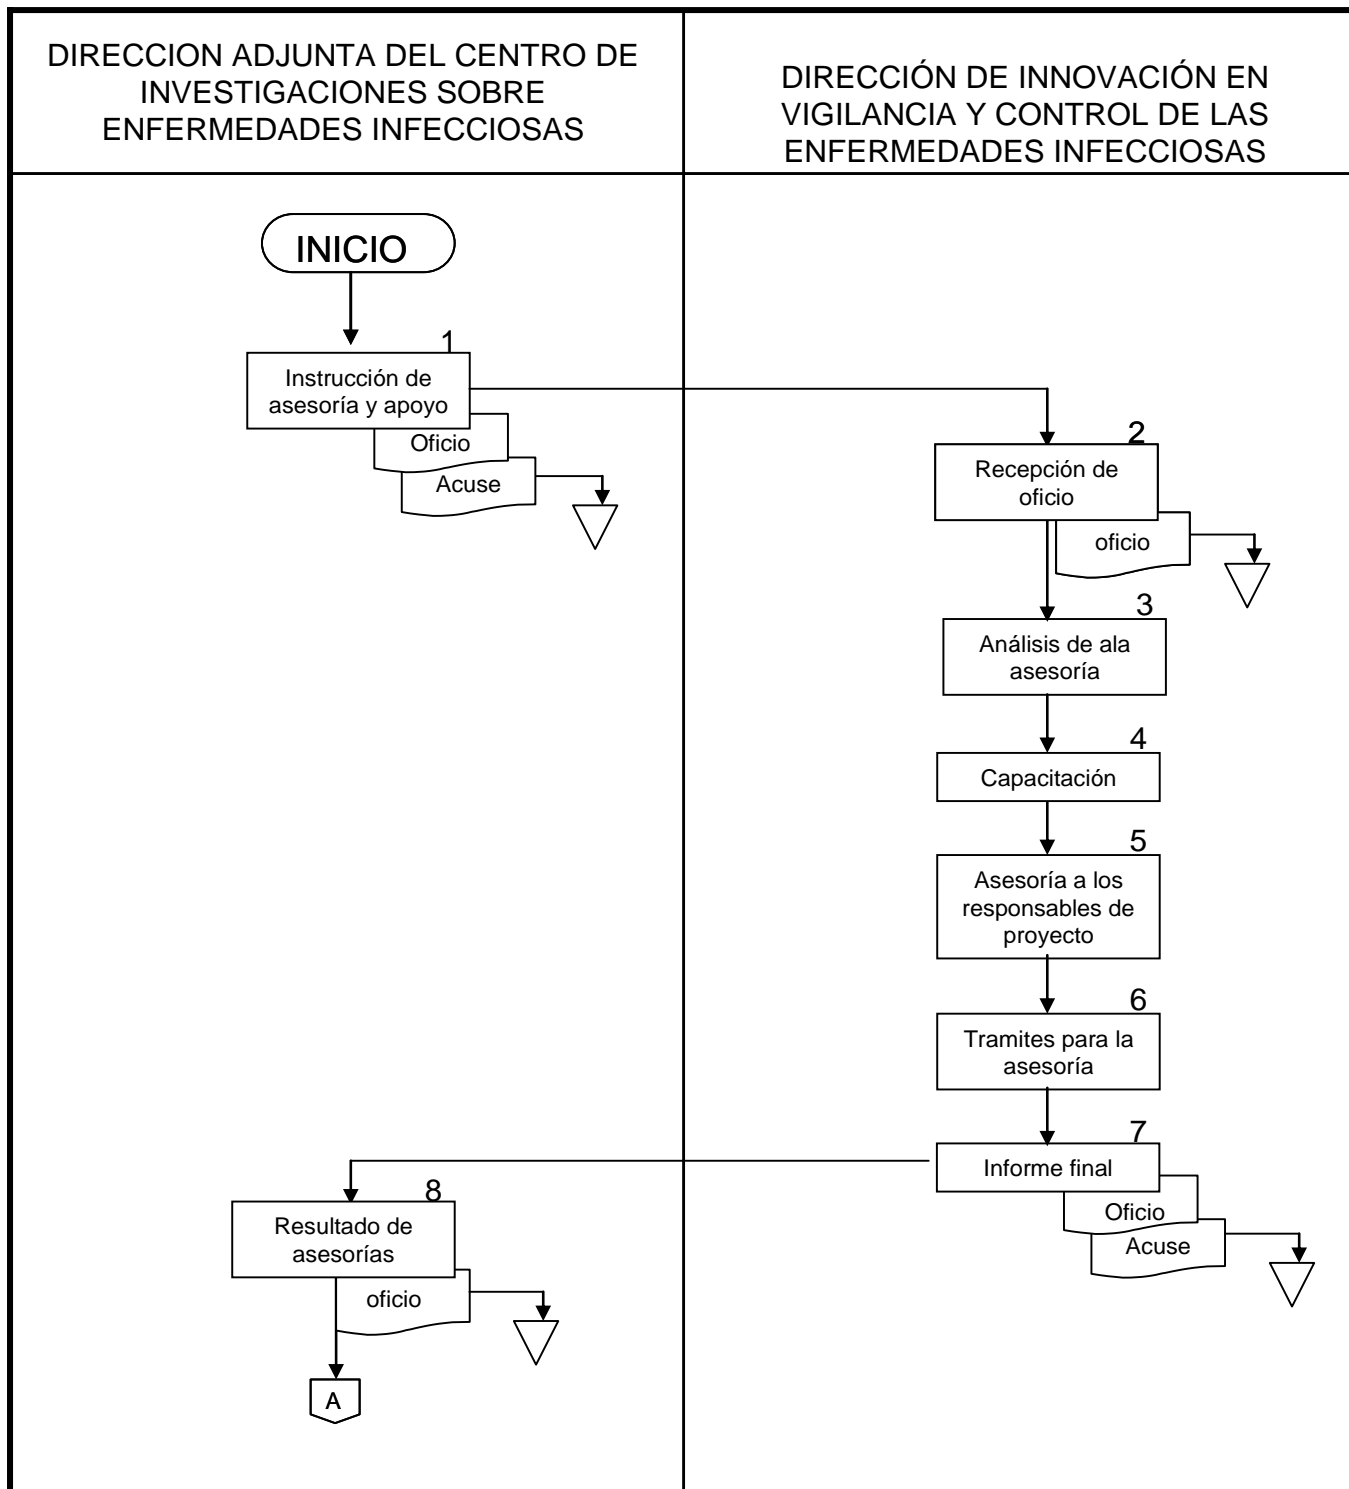 DIRECCION ADJUNTA DEL CENTRO DE
INVESTIGACIONES SOBRE
ENFERMEDADES INFECCIOSAS
DIRECCIÓN DE INNOVACIÓN EN
VIGILANCIA Y CONTROL DE LAS
ENFERMEDADES INFECCIOSAS
INICIO
1
Instrucción de
asesoría y apoyo
Oficio
Acuse
2
Recepción de
oficio
oficio
3
Análisis de ala
asesoría
4
Capacitación
5
Asesoría a los
responsables de
proyecto
6
Tramites para la
asesoría
7
Informe final
Oficio
Acuse
8
Resultado de
asesorías
oficio
A